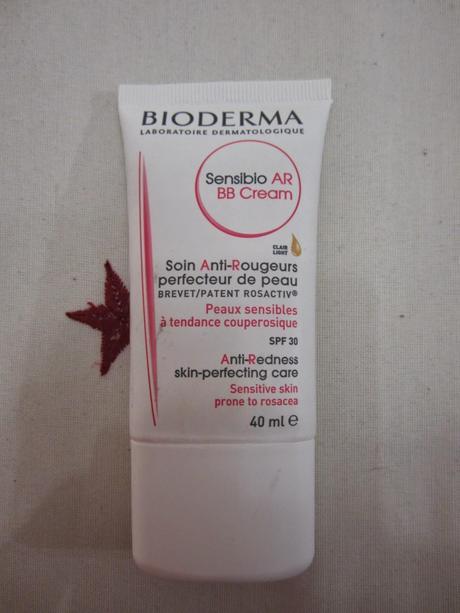 BIODERMA
LABORATOIRE DERMATOLOGIQUE
Sensibio AR
BB Cream
CLAIR
LIGHT
Soin Anti-Rougeurs
perfecteur de peau
BREVET/PATENT ROSACTIV®
Peaux sensibles
à tendance couperosique
SPF 30
Anti-Redness
skin-perfecting care
Sensitive skin
prone to rosacea
40 ml e